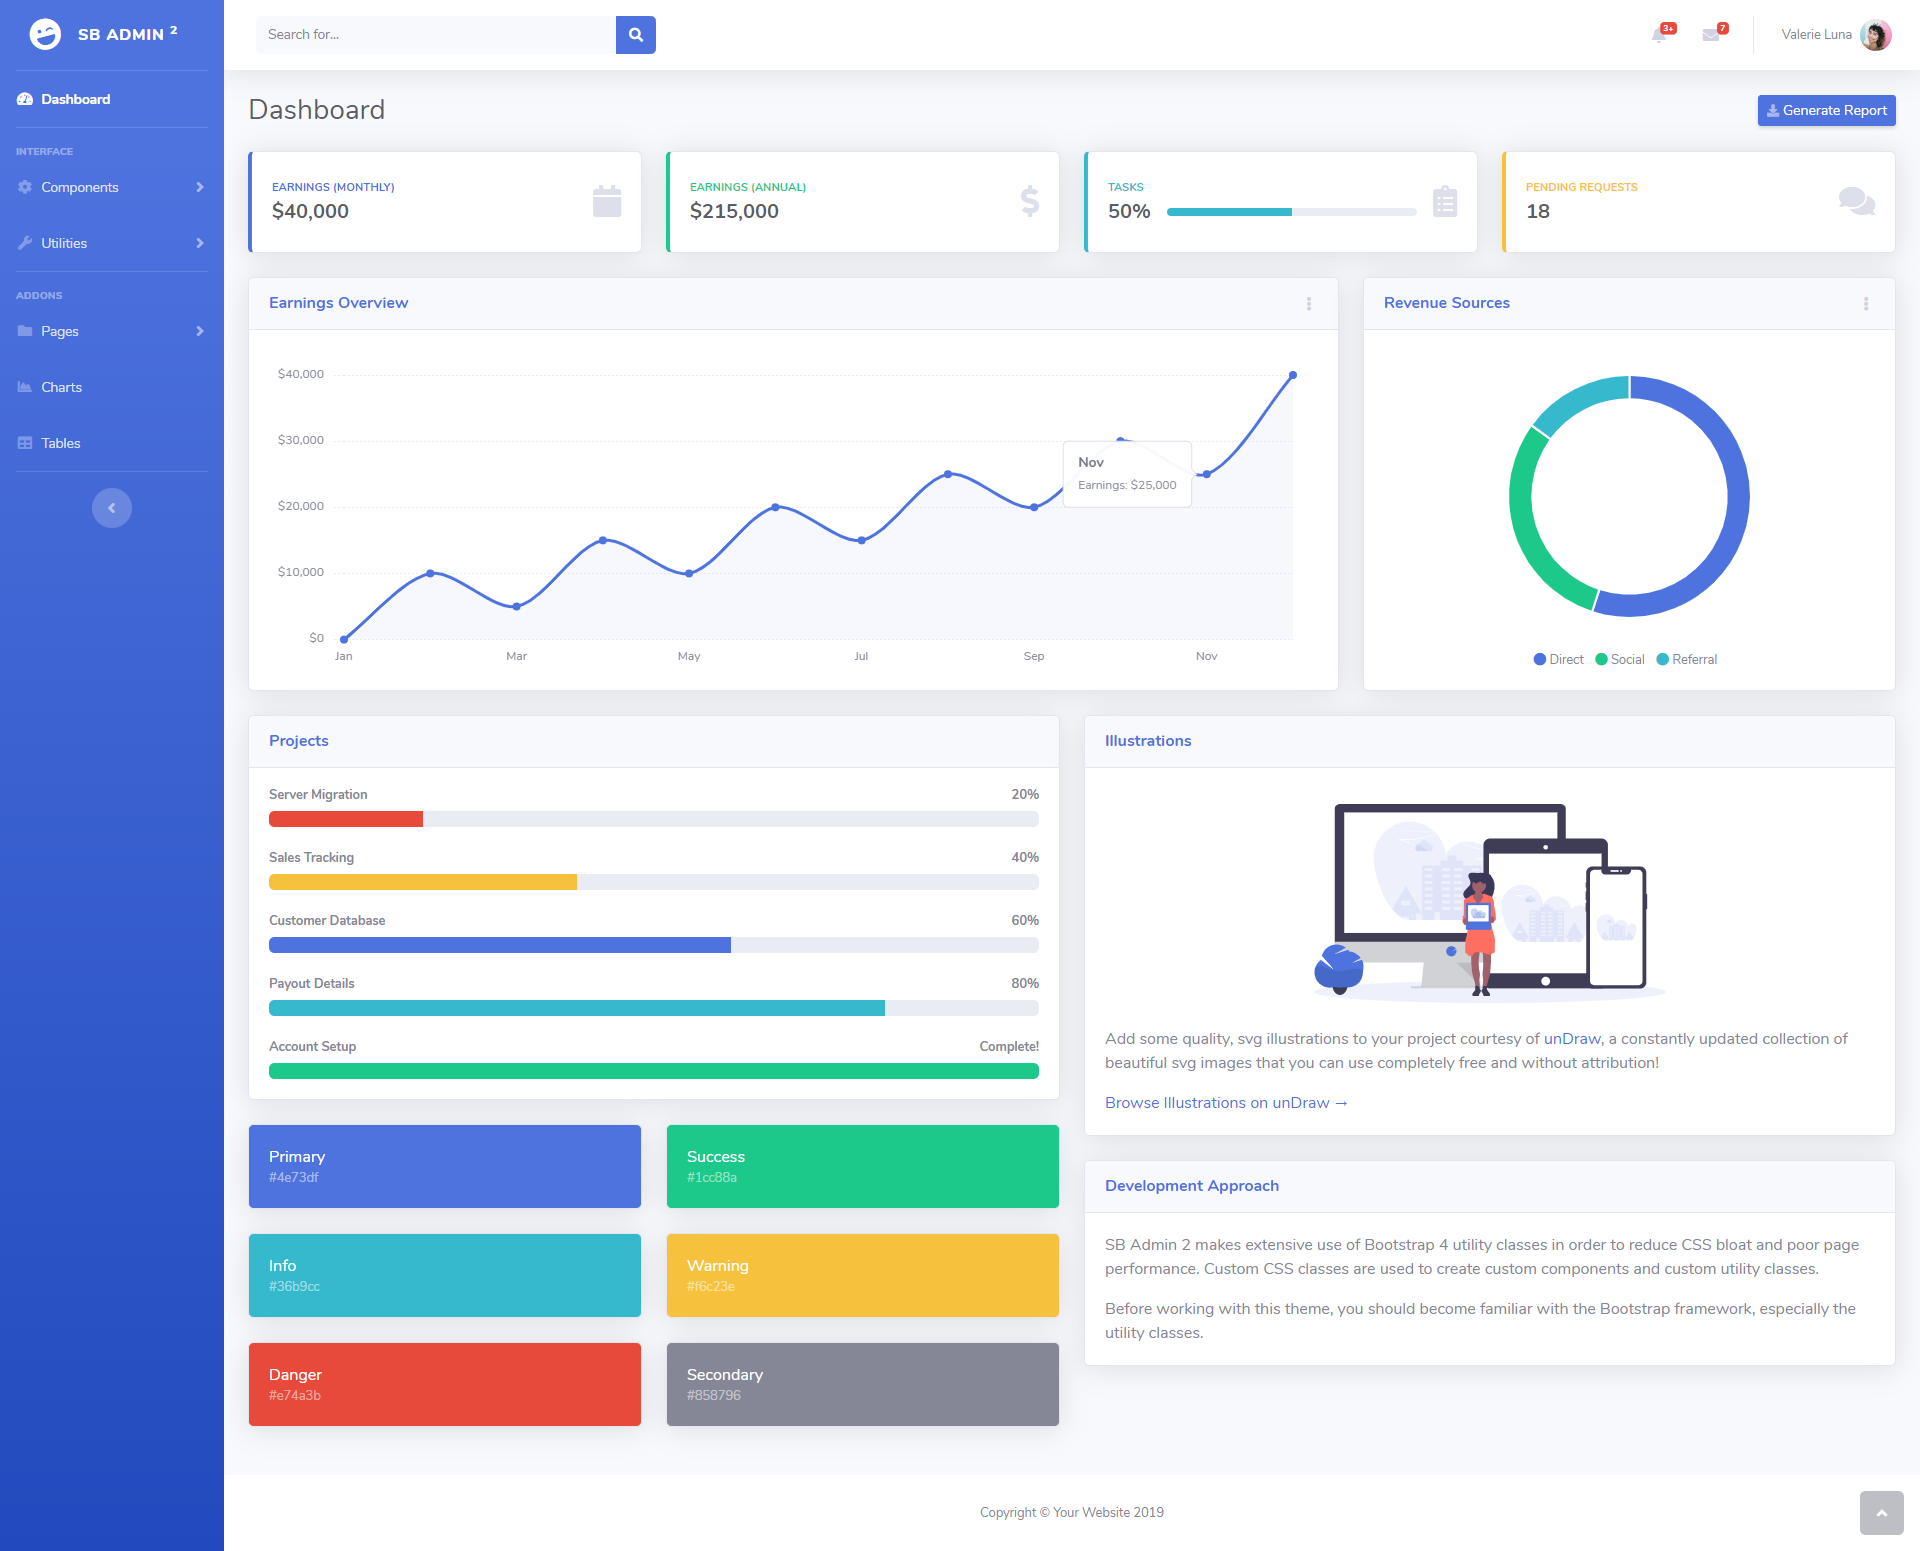 SB ADMIN 2
Dashboard
INTERFACE
Components
Utilities
ADDONS
Pages
Charts
Tables
Search for...
3+
7
Valerie Luna
Dashboard
Generate Report
EARNINGS (MONTHLY)
$40,000
EARNINGS (ANNUAL)
$215,000
TASKS
50%
PENDING REQUESTS
18
Earnings Overview
$40,000
$30,000
$20,000
$10,000
$0
Jan
Mar
May
Jul
Sep
Nov
Nov
Earnings: $25,000
Revenue Sources
Direct
Social
Referral
Projects
Server Migration 20%
Sales Tracking 40%
Customer Database 60%
Payout Details 80%
Account Setup Complete!
Primary
#4e73df
Success
#1cc88a
Info
#36b9cc
Warning
#f6c23e
Danger
#e74a3b
Secondary
#858796
Illustrations
Add some quality, svg illustrations to your project courtesy of unDraw, a constantly updated collection of
beautiful svg images that you can use completely free and without attribution!
Browse Illustrations on unDraw →
Development Approach
SB Admin 2 makes extensive use of Bootstrap 4 utility classes in order to reduce CSS bloat and poor page
performance. Custom CSS classes are used to create custom components and custom utility classes.
Before working with this theme, you should become familiar with the Bootstrap framework, especially the
utility classes.
Copyright © Your Website 2019